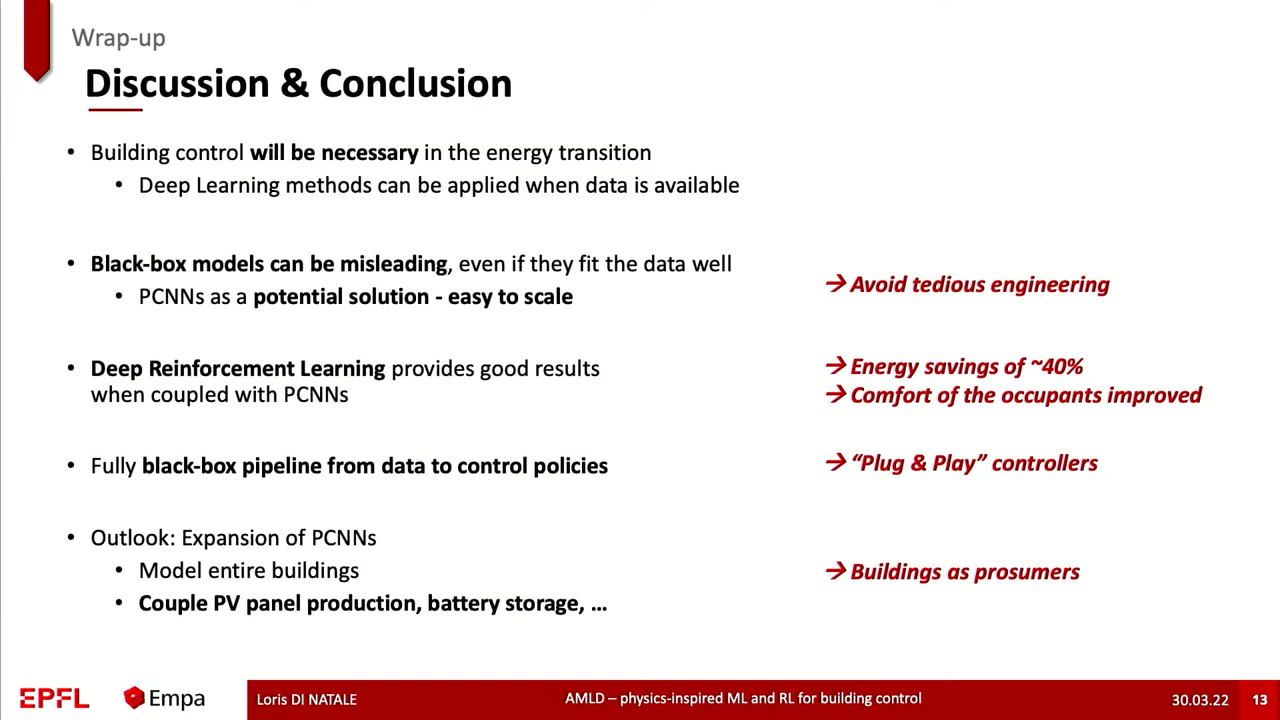 Wrap-up
Discussion & Conclusion
• Building control will be necessary in the energy transition
• Deep Learning methods can be applied when data is available
• Black-box models can be misleading, even if they fit the data well
• PCNNs as a potential solution - easy to scale
→ Avoid tedious engineering
• Deep Reinforcement Learning provides good results
when coupled with PCNNs
→ Energy savings of ~40%
→ Comfort of the occupants improved
• Fully black-box pipeline from data to control policies
→ “Plug & Play” controllers
• Outlook: Expansion of PCNNs
• Model entire buildings
• Couple PV panel production, battery storage, ...
→ Buildings as prosumers
EPFL
Empa
Loris DI NATALE
AMLD – physics-inspired ML and RL for building control
30.03.22
13